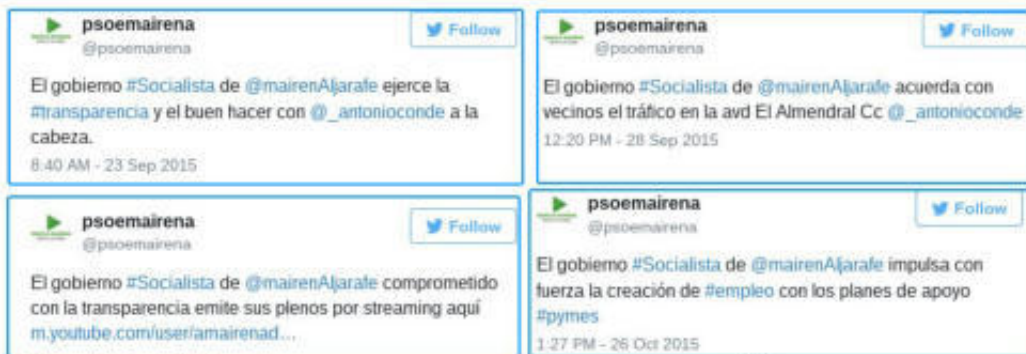 psoemairena
Follow
@psoemairena
El gobierno #Socialista de @mairenAljarafe ejerce la
#transparencia y el buen hacer con @_antonioconde a la
cabeza.
8:40 AM - 23 Sep 2015
psoemairena
Follow
@psoemairena
El gobierno #Socialista de @mairenAljarafe acuerda con
vecinos el tráfico en la avd El Almendral Cc @_antonioconde
12:20 PM - 28 Sep 2015
psoemairena
Follow
@psoemairena
El gobierno #Socialista de @mairenAljarafe comprometido
con la transparencia emite sus plenos por streaming aquí
m.youtube.com/user/amairenad...
psoemairena
Follow
@psoemairena
El gobierno #Socialista de @mairenAljarafe impulsa con
fuerza la creación de #empleo con los planes de apoyo
#pymes
1:27 PM - 26 Oct 2015